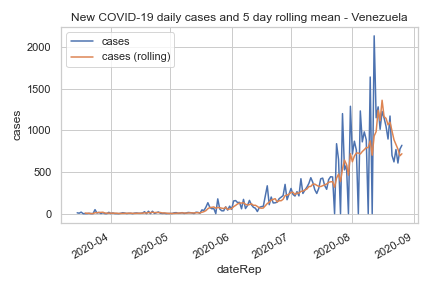 New COVID-19 daily cases and 5 day rolling mean - Venezuela
cases
cases (rolling)
cases
2000
1500
1000
500
0
2020-04
2020-05
2020-06
2020-07
2020-08
2020-09
dateRep